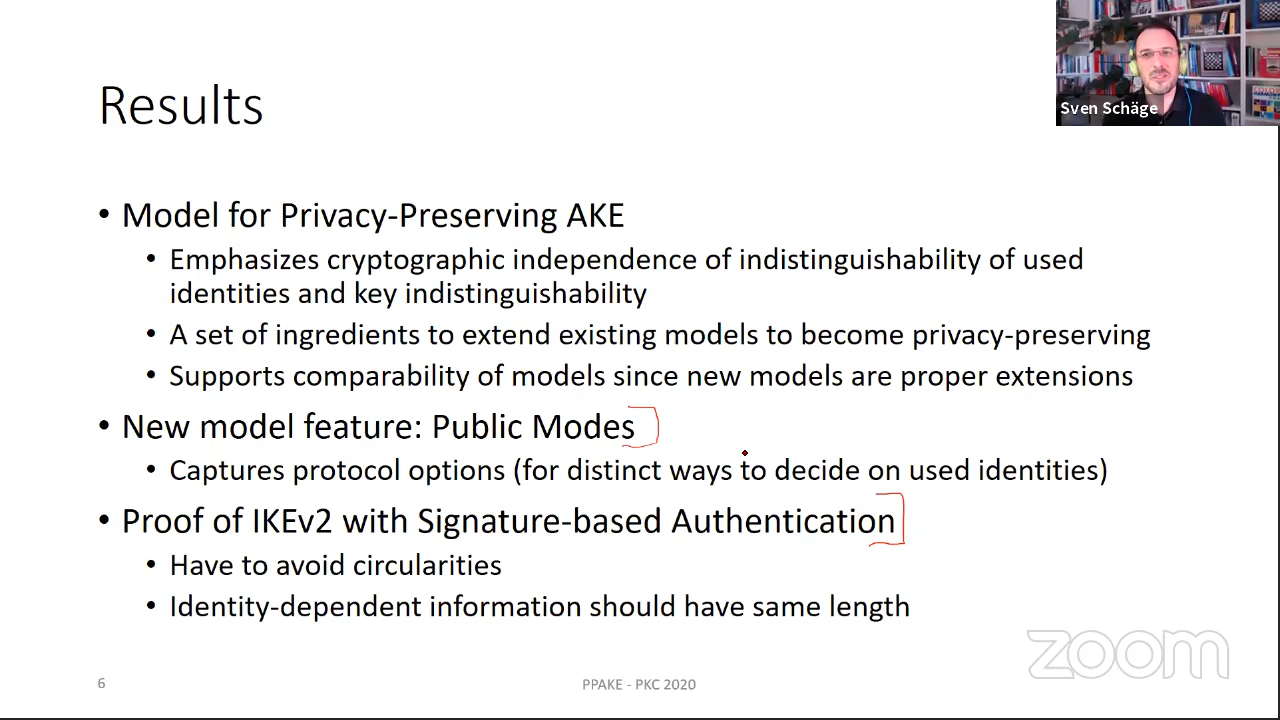 Sven Schäge
Results
• Model for Privacy-Preserving AKE
• Emphasizes cryptographic independence of indistinguishability of used
identities and key indistinguishability
• A set of ingredients to extend existing models to become privacy-preserving
• Supports comparability of models since new models are proper extensions
• New model feature: Public Modes
• Captures protocol options (for distinct ways to decide on used identities)
• Proof of IKEv2 with Signature-based Authentication
• Have to avoid circularities
• Identity-dependent information should have same length
zoom
6
PPAKE - PKC 2020